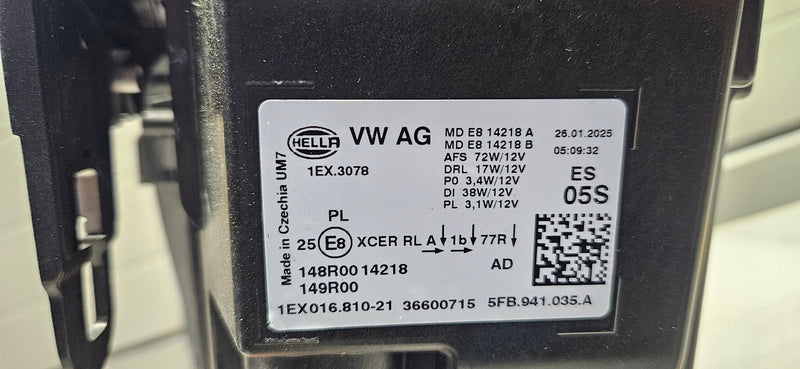 HELLA VW AG
1EX.3078
Made in Czechia UM7
MD E8 14218 A
MD E8 14218 B
AFS 72W/12V
DRL 17W/12V
P0 3,4W/12V
DI 38W/12V
PL 3,1W/12V
26.01.2025
05:09:32
ES
05S
PL
25 E8 XCER RL A 1b 77R
148R00 14218
149R00
AD
1EX016.810-21 36600715 5FB.941.035.A